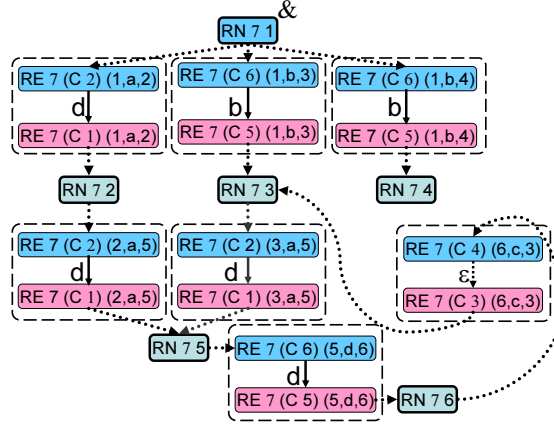 &
RN 7 1
RE 7 (C 2) (1,a,2)
RE 7 (C 6) (1,b,3)
RE 7 (C 6) (1,b,4)
d
b
b
RE 7 (C 1) (1,a,2)
RE 7 (C 5) (1,b,3)
RE 7 (C 5) (1,b,4)
RN 7 2
RN 7 3
RN 7 4
RE 7 (C 2) (2,a,5)
RE 7 (C 2) (3,a,5)
RE 7 (C 4) (6,c,3)
d
d
ε
RE 7 (C 1) (2,a,5)
RE 7 (C 1) (3,a,5)
RE 7 (C 3) (6,c,3)
RN 7 5
RE 7 (C 6) (5,d,6)
d
RE 7 (C 5) (5,d,6)
RN 7 6